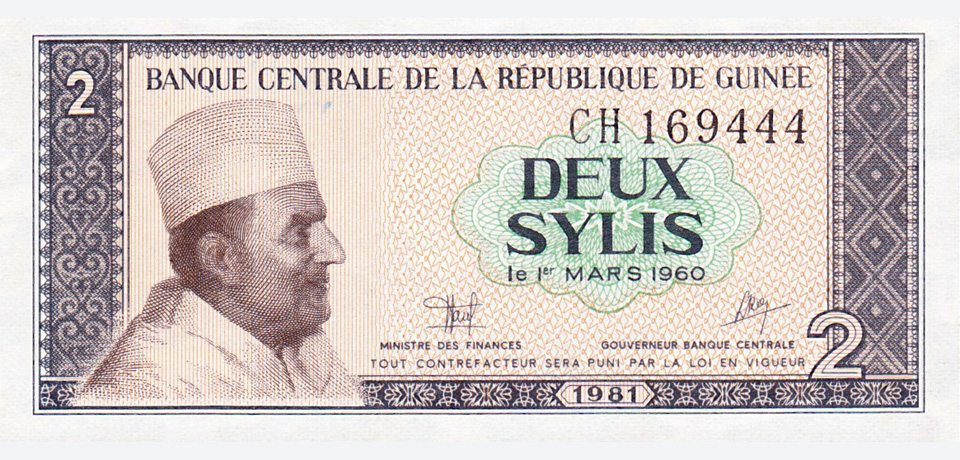 2
BANQUE CENTRALE DE LA RÉPUBLIQUE DE GUINÉE
CH 169444
DEUX
SYLIS
le 1er MARS 1960
MINISTRE DES FINANCES
GOUVERNEUR BANQUE CENTRALE
TOUT CONTREFACTEUR SERA PUNI PAR LA LOI EN VIGUEUR
2
1981